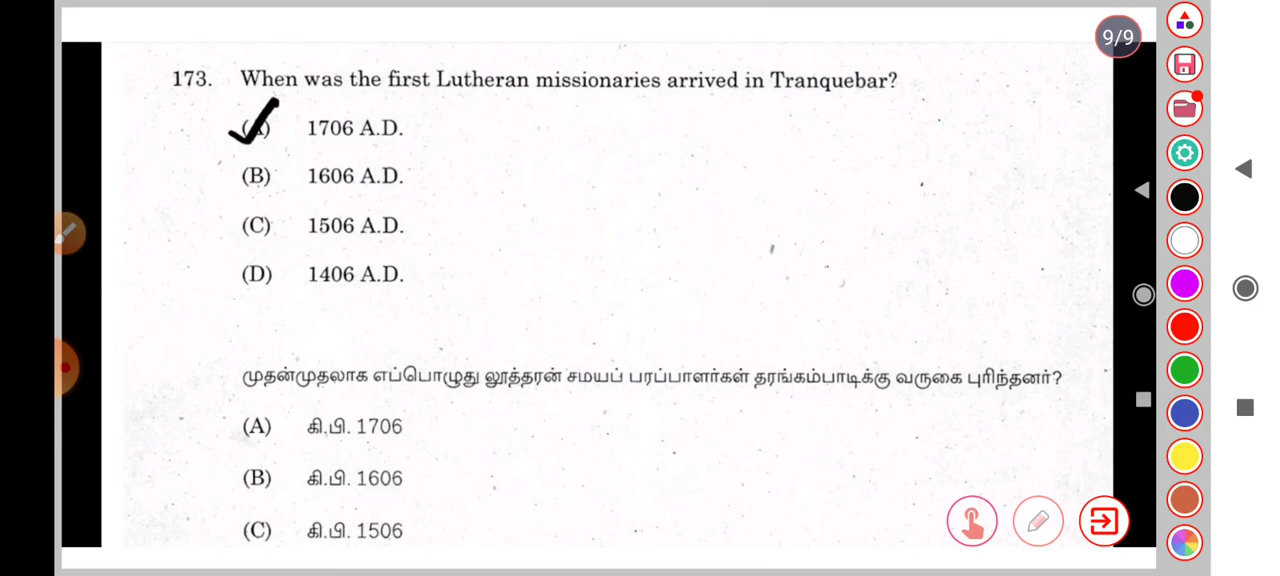 9/9
173. When was the first Lutheran missionaries arrived in Tranquebar?
(A) 1706 A.D.
(B) 1606 A.D.
(C) 1506 A.D.
(D) 1406 A.D.
முதன்முதலாக எப்பொழுது லூத்தரன் சமயப் பரப்பாளர்கள் தரங்கம்பாடிக்கு வருகை புரிந்தனர்?
(A) கி.பி. 1706
(B) கி.பி. 1606
(C) கி.பி. 1506